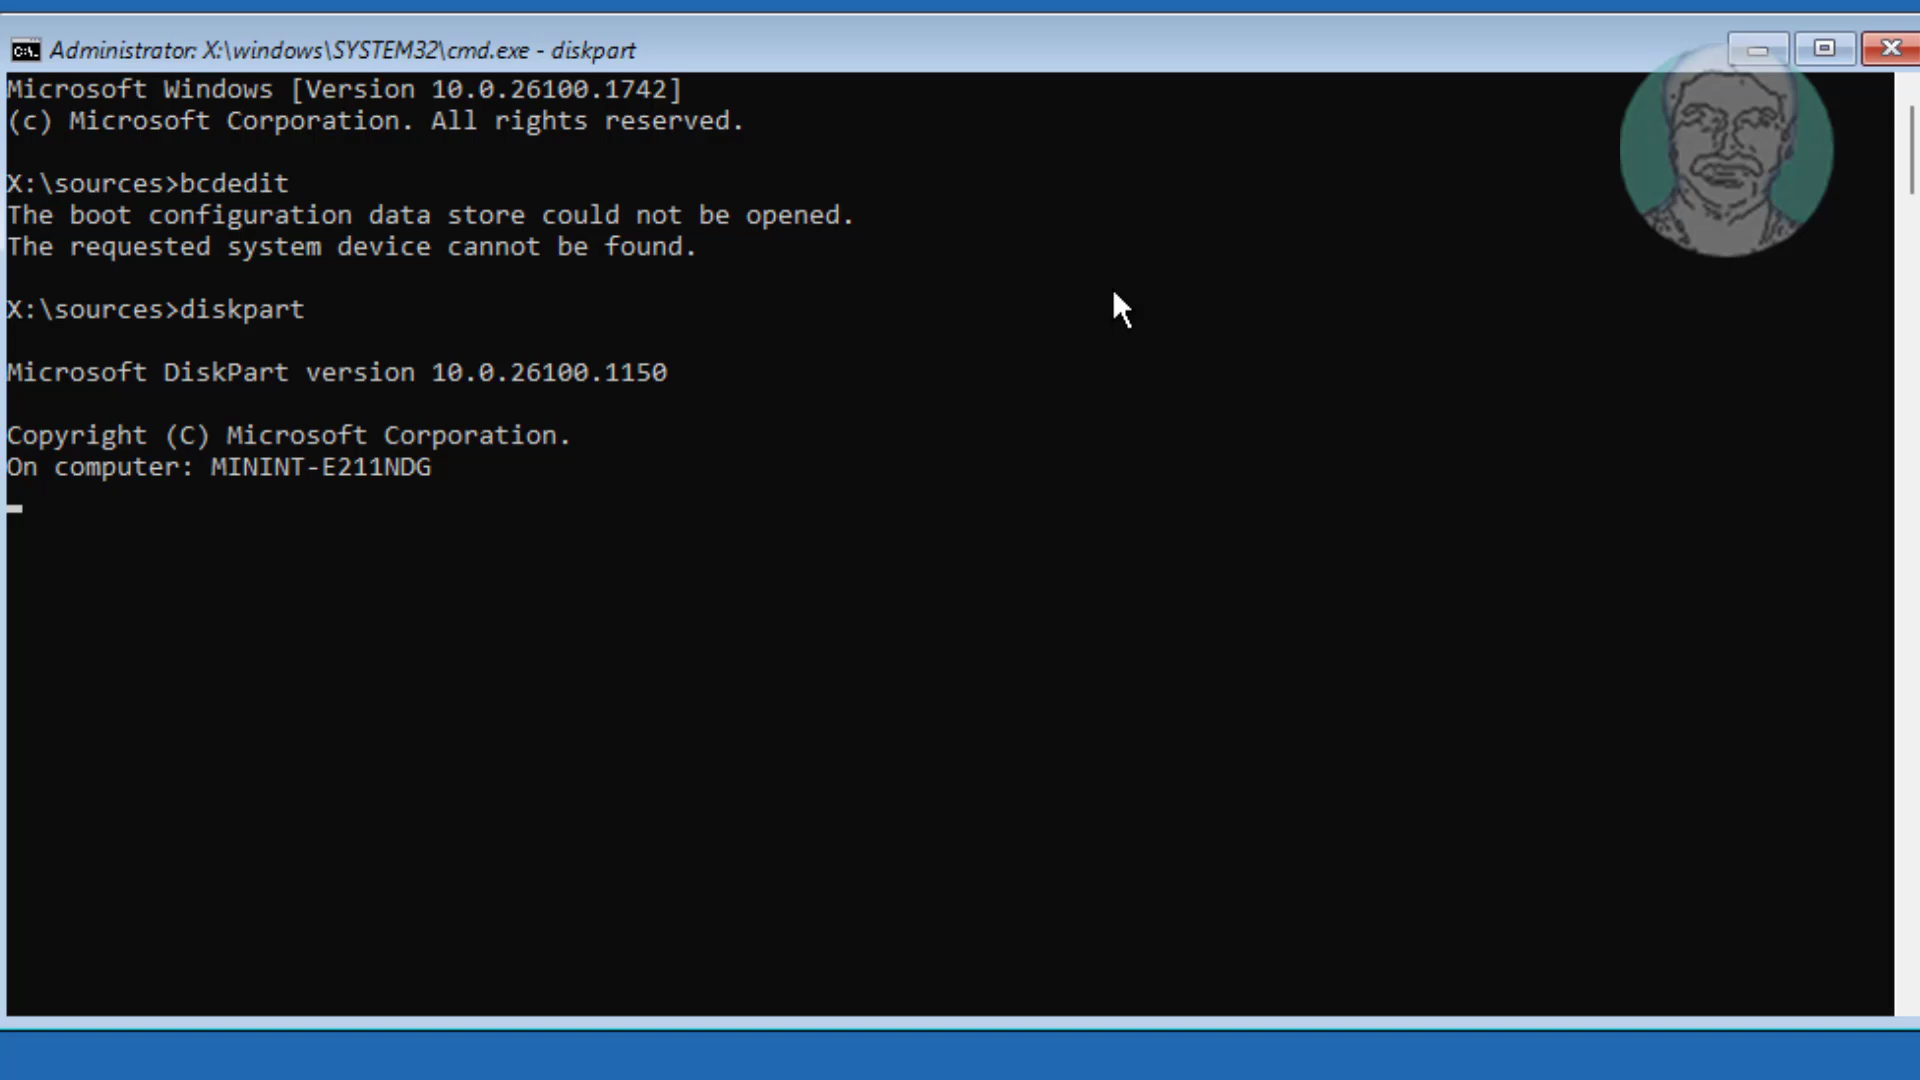 Administrator: X:\windows\SYSTEM32\cmd.exe - diskpart
Microsoft Windows [Version 10.0.26100.1742]
(c) Microsoft Corporation. All rights reserved.
X:\sources>bcdedit
The boot configuration data store could not be opened.
The requested system device cannot be found.
X:\sources>diskpart
Microsoft DiskPart version 10.0.26100.1150
Copyright (C) Microsoft Corporation.
On computer: MININT-E211NDG